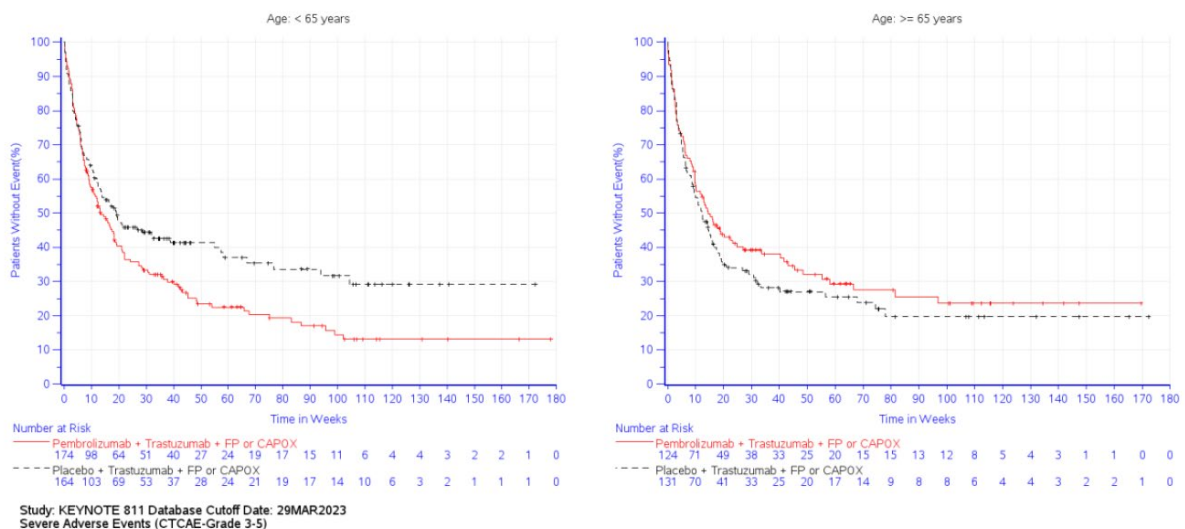 Age: < 65 years
100
90
80
70
60
50
40
30
20
10
0
Patients Without Event(%)
0 10 20 30 40 50 60 70 80 90 100 110 120 130 140 150 160 170 180
Time in Weeks
Number at Risk
Pembrolizumab + Trastuzumab + FP or CAPOX
174 98 64 51 40 27 24 19 17 15 11 6 4 4 3 2 2 1 0
Placebo + Trastuzumab + FP or CAPOX
164 103 69 53 37 28 24 21 19 17 14 10 6 3 2 1 1 1 0
Age: >= 65 years
100
90
80
70
60
50
40
30
20
10
0
Patients Without Event(%)
0 10 20 30 40 50 60 70 80 90 100 110 120 130 140 150 160 170 180
Time in Weeks
Number at Risk
Pembrolizumab + Trastuzumab + FP or CAPOX
124 71 49 38 33 25 20 15 15 13 12 8 5 4 3 1 1 0 0
Placebo + Trastuzumab + FP or CAPOX
131 70 41 33 25 25 20 17 14 9 8 8 4 4 3 2 2 1 0
Study: KEYNOTE 811 Database Cutoff Date: 29MAR2023
Severe Adverse Events (CTCAE-Grade 3-5)